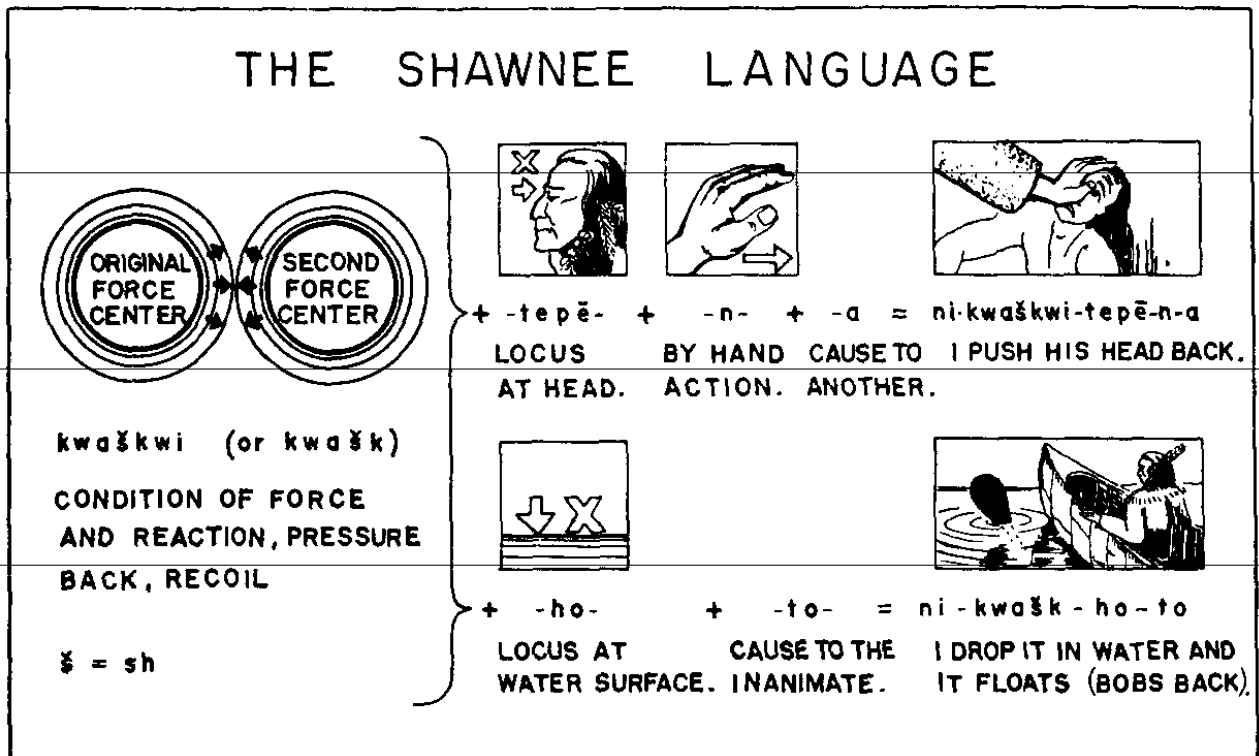 THE SHAWNEE LANGUAGE
ORIGINAL FORCE CENTER
SECOND FORCE CENTER
kwaškwi (or kwašk)
CONDITION OF FORCE
AND REACTION, PRESSURE
BACK, RECOIL
š = sh
+ -tepē- + -n- + -a = ni-kwaškwi-tepē-n-a
LOCUS BY HAND CAUSE TO I PUSH HIS HEAD BACK.
AT HEAD. ACTION. ANOTHER.
+ -ho- + -to- = ni-kwašk-ho-to
LOCUS AT CAUSE TO THE I DROP IT IN WATER AND
WATER SURFACE. INANIMATE. IT FLOATS (BOBS BACK).